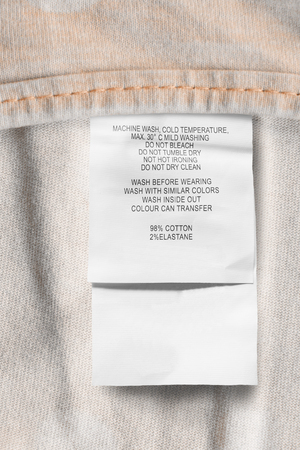 MACHINE WASH, COLD TEMPERATURE,
MAX. 30° C MILD WASHING
DO NOT BLEACH
DO NOT TUMBLE DRY
NOT HOT IRONING
DO NOT DRY CLEAN
WASH BEFORE WEARING
WASH WITH SIMILAR COLORS
WASH INSIDE OUT
COLOUR CAN TRANSFER
98% COTTON
2%ELASTANE